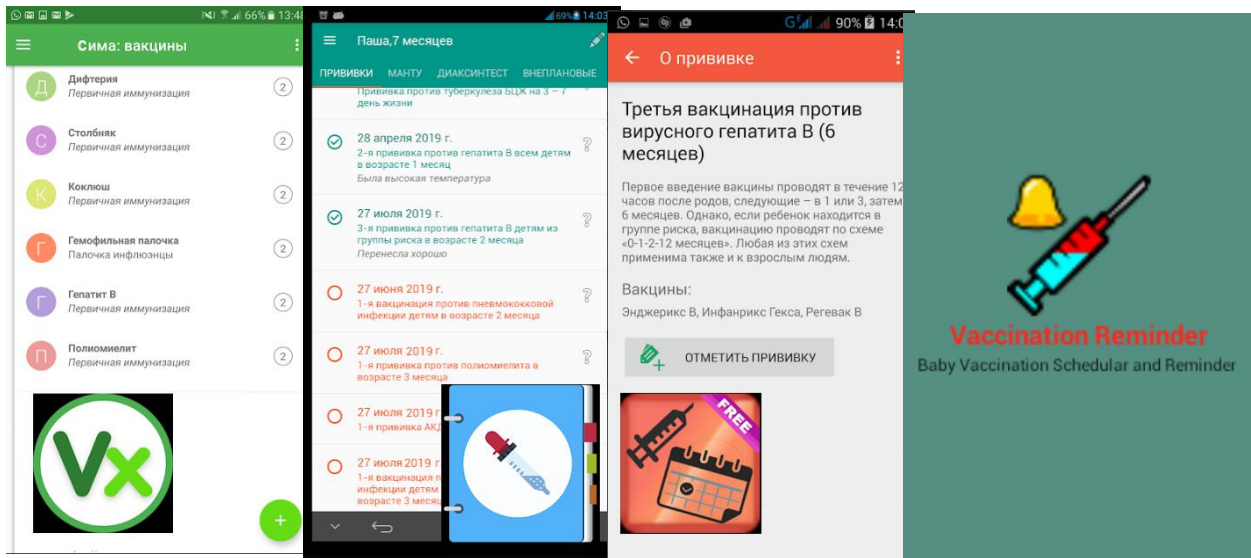 66% 13:48
Сима: вакцины
Д
Дифтерия
Первичная иммунизация
2
С
Столбняк
Первичная иммунизация
2
К
Коклюш
Первичная иммунизация
2
Г
Гемофильная палочка
Палочка инфлюэнцы
2
Г
Гепатит В
Первичная иммунизация
2
П
Полиомиелит
Первичная иммунизация
2
Vx
+
69% 14:03
Паша,7 месяцев
ПРИВИВКИ МАНТУ ДИАКСИНТЕСТ ВНЕПЛАНОВЫЕ
Прививка против туберкулеза БЦЖ на 3 – 7
день жизни
28 апреля 2019 г.
2-я прививка против гепатита В всем детям
в возрасте 1 месяц
Была высокая температура
?
27 июля 2019 г.
3-я прививка против гепатита В детям из
группы риска в возрасте 2 месяца
Перенесла хорошо
?
27 июня 2019 г.
1-я вакцинация против пневмококковой
инфекции детям в возрасте 2 месяца
?
27 июля 2019 г.
1-я прививка против полиомиелита в
возрасте 3 месяца
?
27 июля 2019 г
1-я прививка АКД
27 июля 2019 г
1-я вакцинация п
инфекции детям
возрасте 3 меся
G 90% 14:0
О прививке
Третья вакцинация против
вирусного гепатита В (6
месяцев)
Первое введение вакцины проводят в течение 12
часов после родов, следующие – в 1 или 3, затем
6 месяцев. Однако, если ребенок находится в
группе риска, вакцинацию проводят по схеме
«0-1-2-12 месяцев». Любая из этих схем
применима также и к взрослым людям.
Вакцины:
Энджерикс В, Инфанрикс Гекса, Регевак В
ОТМЕТИТЬ ПРИВИВКУ
FREE
Vaccination Reminder
Baby Vaccination Schedular and Reminder